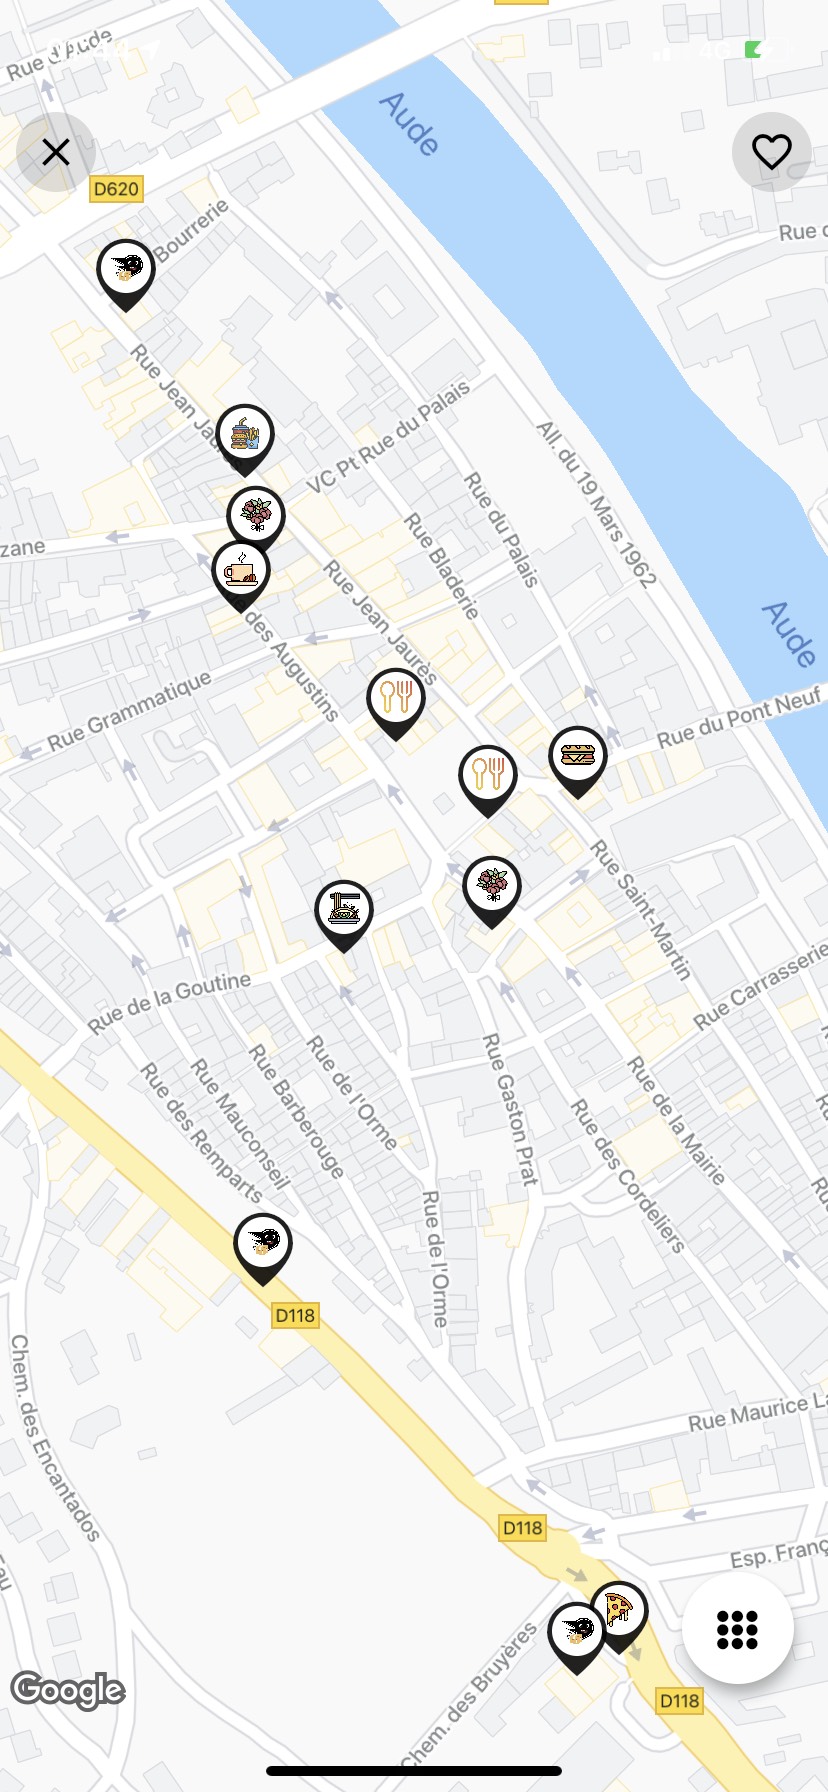 Rue d'Aude
4G
Aude
D620
Bourrerie
Rue Jean
VC Pt Rue du Palais
All. du 19 Mars 1962
Rue du Palais
Rue Bladerie
zane
Rue Jean Jaurès
des Augustins
Aude
Rue Grammatique
Rue du Pont Neuf
Rue Saint-Martin
Rue de la Goutine
Rue Carrasserie
Rue des Remparts
Rue Mauconseil
Rue Barberouge
Rue de l'Orme
Rue Gaston Prat
Rue de la Mairie
Rue des Cordeliers
Rue de l'Orme
D118
Chem. des Encantados
Rue Maurice La
D118
Esp. Franç
Chem. des Bruyères
D118
Google